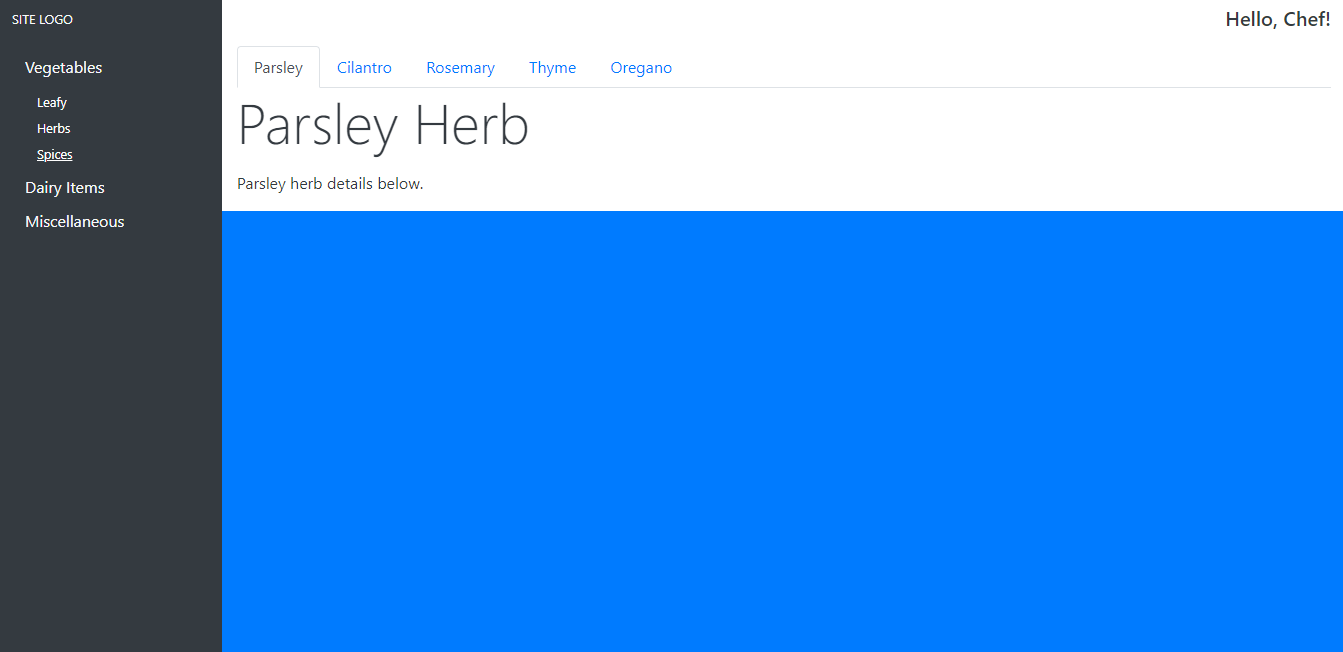 SITE LOGO
Hello, Chef!
Vegetables
Leafy
Herbs
Spices
Dairy Items
Miscellaneous
Parsley Cilantro Rosemary Thyme Oregano
Parsley Herb
Parsley herb details below.